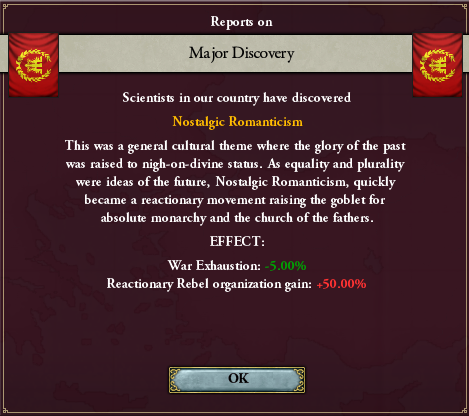 Reports on
Major Discovery
Scientists in our country have discovered
Nostalgic Romanticism
This was a general cultural theme where the glory of the past
was raised to nigh-on-divine status. As equality and plurality
were ideas of the future, Nostalgic Romanticism, quickly
became a reactionary movement raising the goblet for
absolute monarchy and the church of the fathers.
EFFECT:
War Exhaustion: -5.00%
Reactionary Rebel organization gain: +50.00%
OK